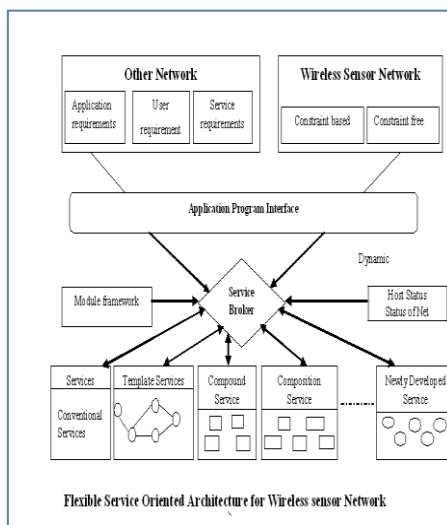 Other Network
Application requirements
User requirement
Service requirements
Wireless Sensor Network
Constraint based
Constraint free
Application Program Interface
Dynamic
Module framework
Service Broker
Host Status
Status of Net
Services
Conventional Services
Template Services
Compound Service
Composition Service
Newly Developed Service
Flexible Service Oriented Architecture for Wireless sensor Network